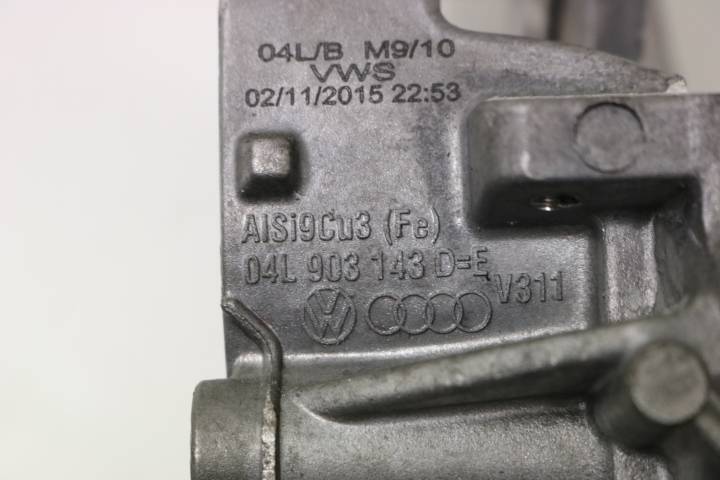 04L/B M9/10
VWS
02/11/2015 22:53
AlSi9Cu3 (Fe)
04L 903 143 D=E
V311